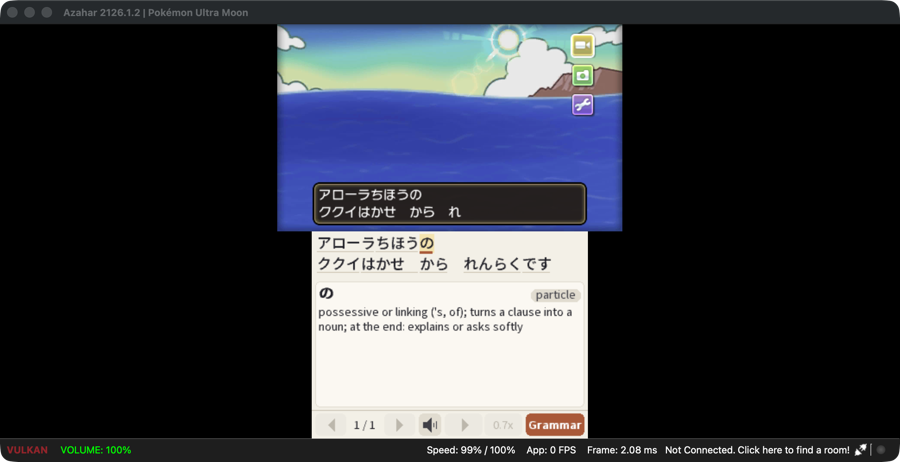 Azahar 2126.1.2 | Pokémon Ultra Moon
アローラちほうの
ククイはかせ　から　れ
アローラちほうの
ククイはかせ　から　れんらくです
の
particle
possessive or linking ('s, of); turns a clause into a
noun; at the end: explains or asks softly
1 / 1
0.7x
Grammar
VULKAN
VOLUME: 100%
Speed: 99% / 100%
App: 0 FPS
Frame: 2.08 ms
Not Connected. Click here to find a room!